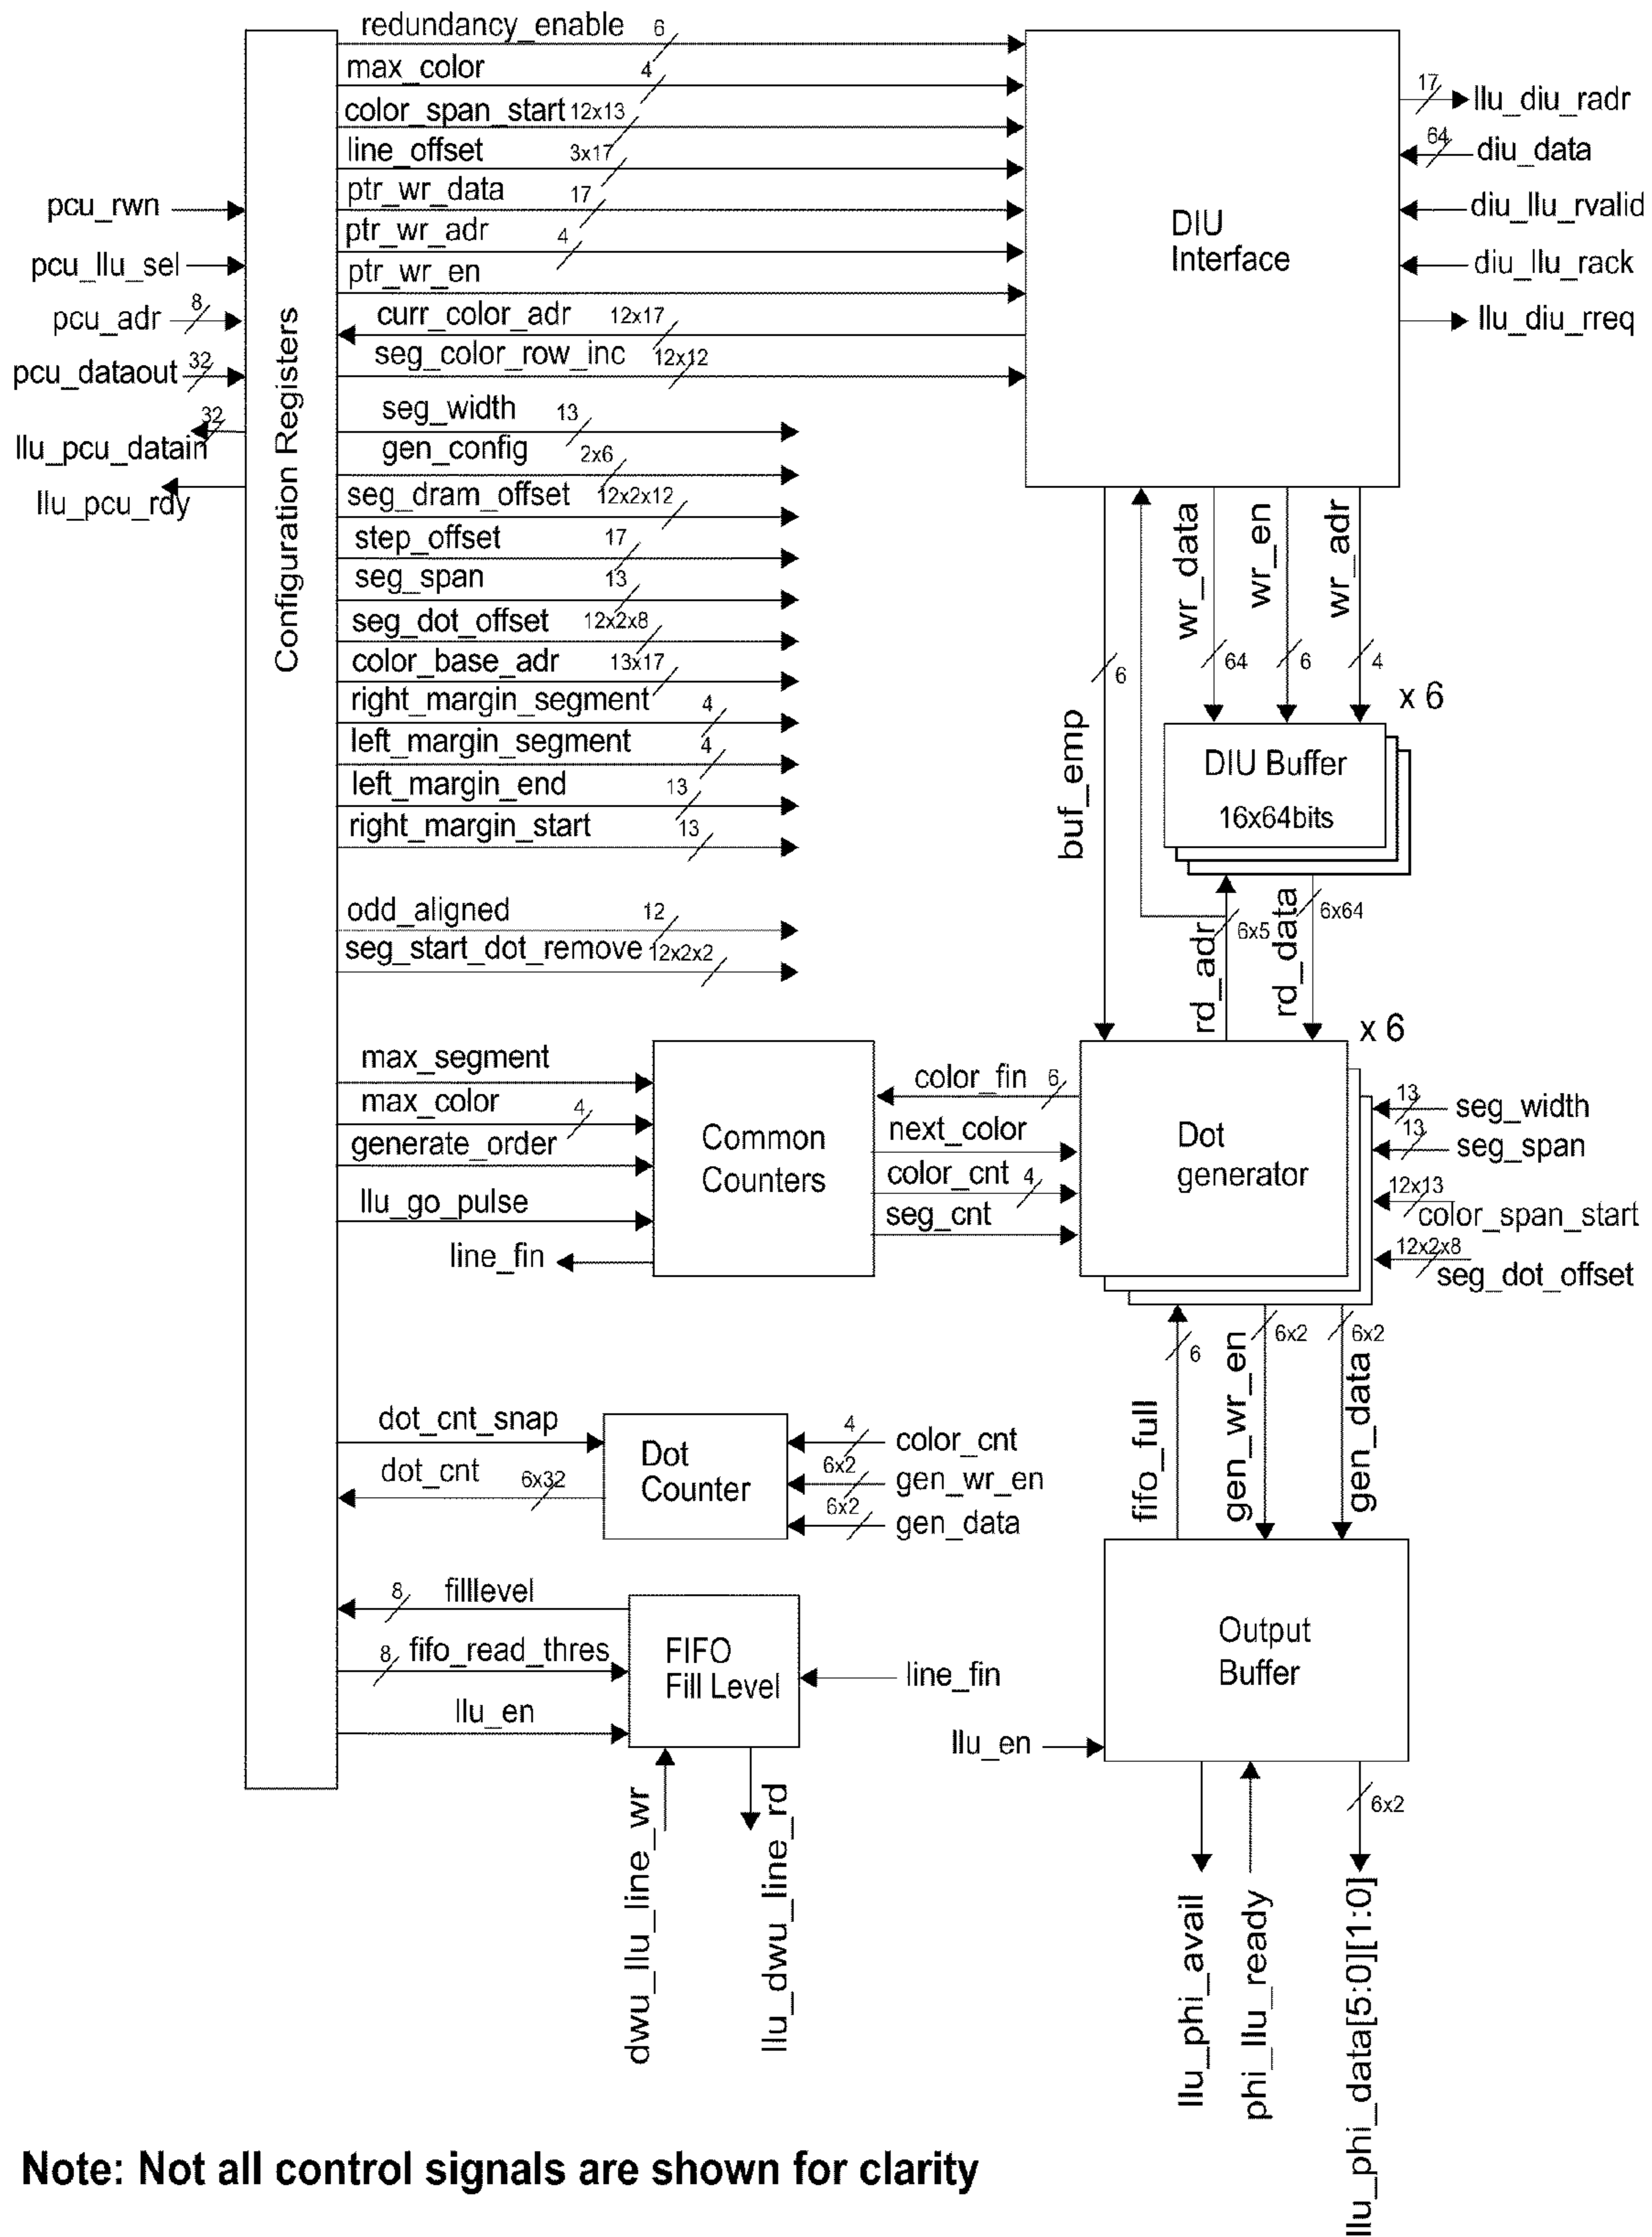 redundancy_enable 6
max_color 4
color_span_start 12x13
line_offset 3x17
ptr_wr_data 17
ptr_wr_adr 4
ptr_wr_en
curr_color_adr 12x17
seg_color_row_inc 12x12
seg_width 13
gen_config 2x6
seg_dram_offset 12x2x12
step_offset 17
seg_span 13
seg_dot_offset 12x2x8
color_base_adr 13x17
right_margin_segment 4
left_margin_segment 4
left_margin_end 13
right_margin_start 13
odd_aligned 12
seg_start_dot_remove 12x2x2
pcu_rwn
pcu_llu_sel
pcu_adr 8
pcu_dataout 32
32
llu_pcu_datain
llu_pcu_rdy
Configuration Registers
DIU
Interface
17 llu_diu_radr
64 diu_data
diu_llu_rvalid
diu_llu_rack
llu_diu_rreq
buf_emp 6
wr_data 64
wr_en 6
wr_adr 4
x 6
DIU Buffer
16x64bits
rd_adr 6x5
rd_data 6x64
x 6
max_segment
max_color 4
generate_order
llu_go_pulse
line_fin
Common
Counters
color_fin 6
next_color
color_cnt 4
seg_cnt
Dot
generator
13 seg_width
13 seg_span
12x13
color_span_start
12x2x8
seg_dot_offset
fifo_full 6
gen_wr_en 6x2
gen_data 6x2
dot_cnt_snap
dot_cnt 6x32
Dot
Counter
4 color_cnt
6x2 gen_wr_en
6x2 gen_data
8 filllevel
8 fifo_read_thres
llu_en
FIFO
Fill Level
line_fin
dwu_llu_line_wr
llu_dwu_line_rd
Output
Buffer
llu_en
6x2
llu_phi_avail
phi_llu_ready
llu_phi_data[5:0][1:0]
Note: Not all control signals are shown for clarity